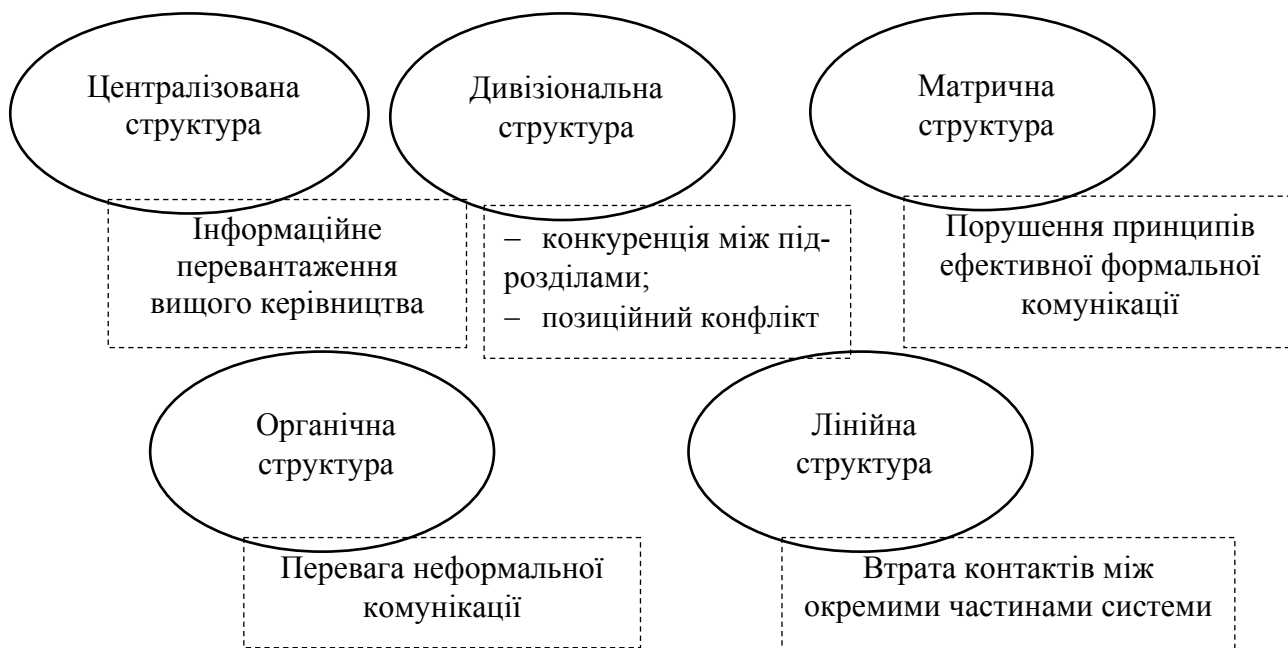 Централізована
структура
Дивізіональна
структура
Матрична
структура
Інформаційне
перевантаження
вищого керівництва
– конкуренція між під-
розділами;
– позиційний конфлікт
Порушення принципів
ефективної формальної
комунікації
Органічна
структура
Лінійна
структура
Перевага неформальної
комунікації
Втрата контактів між
окремими частинами системи